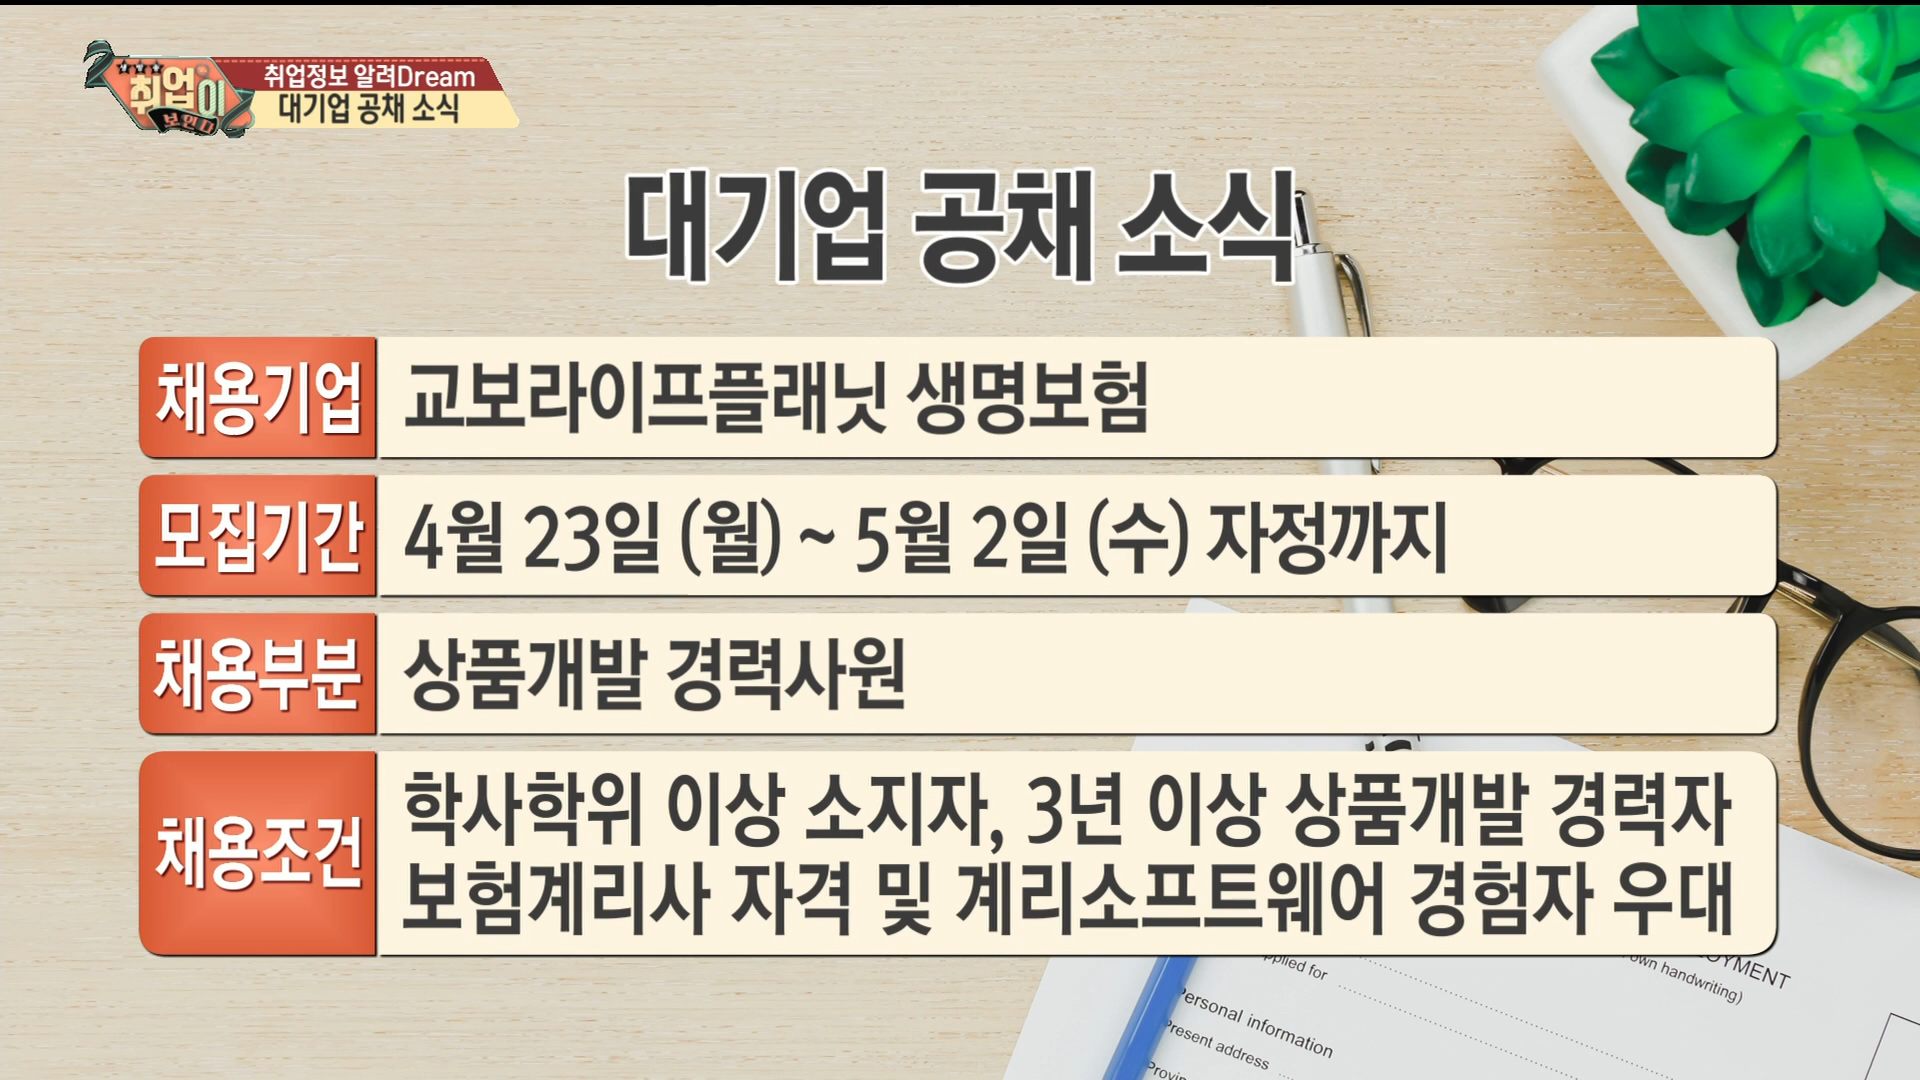 취업이
보인다
취업정보 알려Dream
대기업 공채 소식
대기업 공채 소식
채용기업
교보라이프플래닛 생명보험
모집기간
4월 23일 (월) ~ 5월 2일 (수) 자정까지
채용부분
상품개발 경력사원
채용조건
학사학위 이상 소지자, 3년 이상 상품개발 경력자
보험계리사 자격 및 계리소프트웨어 경험자 우대
own handwriting)
for
Personal information
Present address